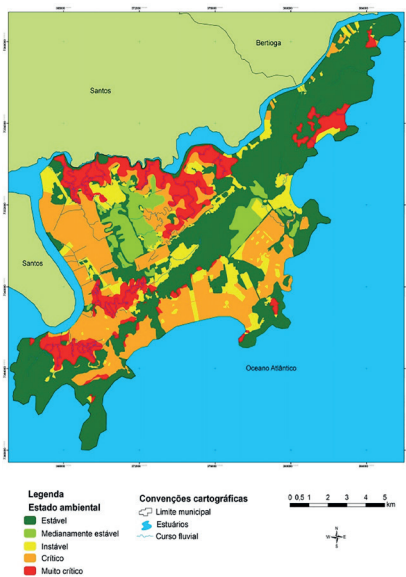 Bertioga
Santos
Santos
Oceano Atlântico
Legenda
Estado ambiental
Estável
Medianamente estável
Instável
Crítico
Muito crítico
Convenções cartográficas
Limite municipal
Estuários
Curso fluvial
0 0,5 1 2 3 4 5
km
N
E
S